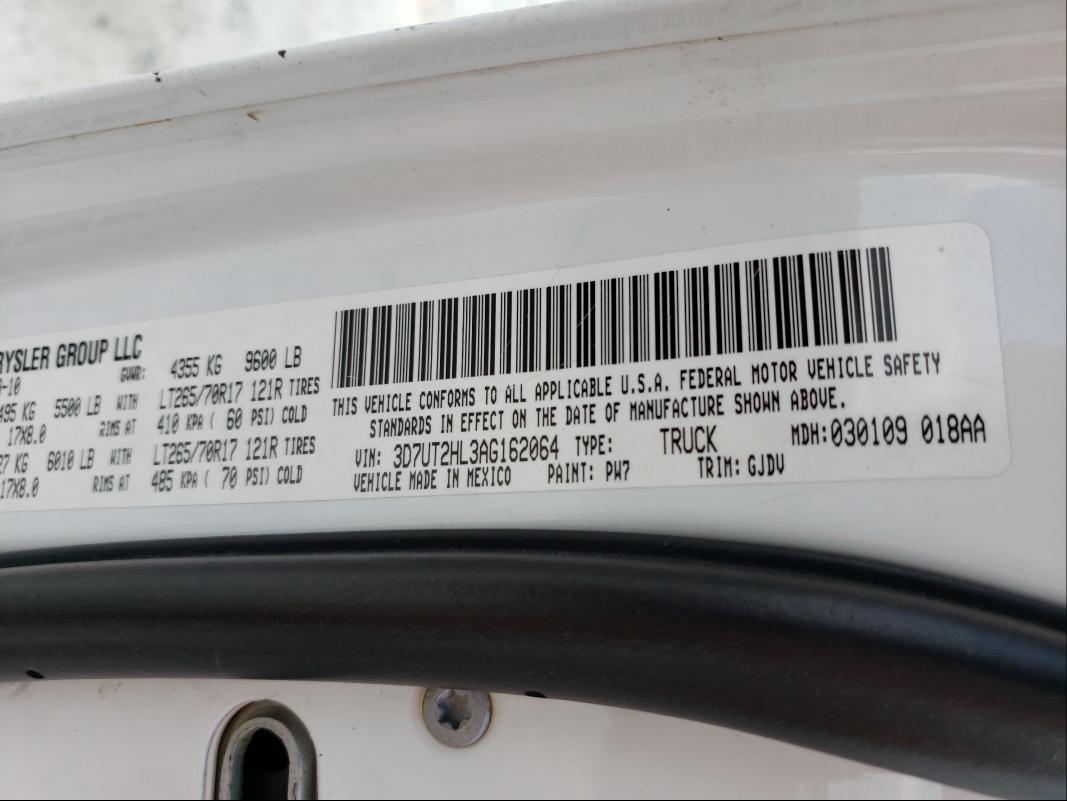 RYSLER GROUP LLC
-10 GVWR: 4355 KG 9600 LB
495 KG 5500 LB WITH LT265/70R17 121R TIRES
17X8.0 RIMS AT 410 KPA ( 60 PSI) COLD
27 KG 6010 LB WITH LT265/70R17 121R TIRES
17X8.0 RIMS AT 485 KPA ( 70 PSI) COLD
THIS VEHICLE CONFORMS TO ALL APPLICABLE U.S.A. FEDERAL MOTOR VEHICLE SAFETY
STANDARDS IN EFFECT ON THE DATE OF MANUFACTURE SHOWN ABOVE.
VIN: 3D7UT2HL3AG162064 TYPE: TRUCK MDH:030109 018AA
VEHICLE MADE IN MEXICO PAINT: PW7 TRIM: GJDV